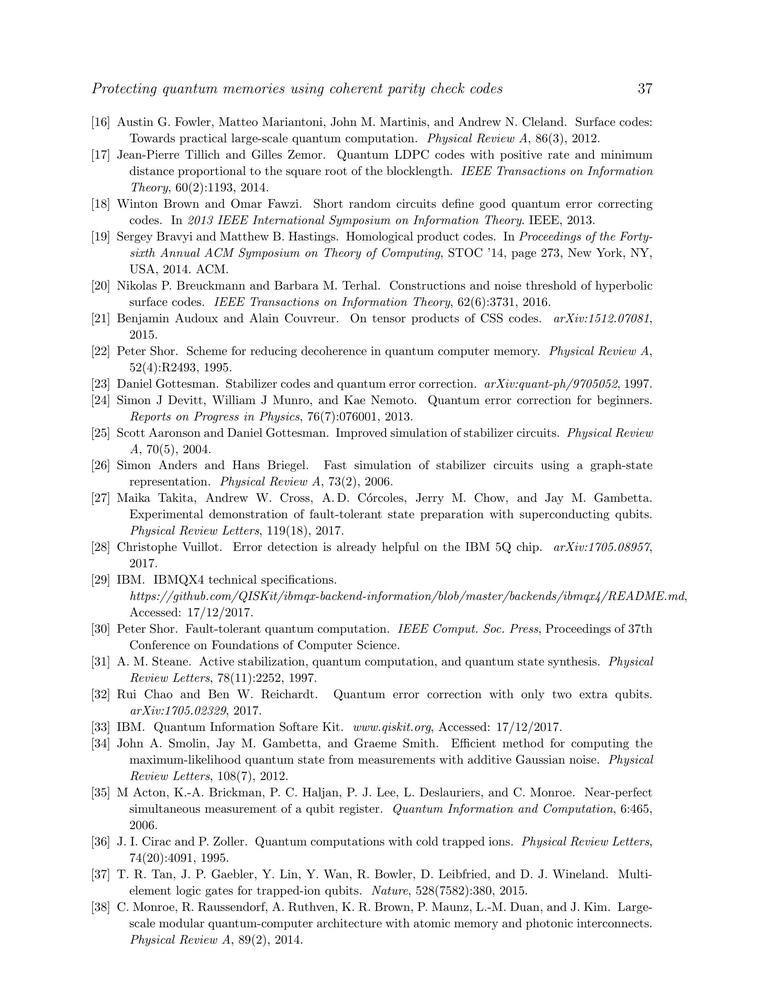 Protecting quantum memories using coherent parity check codes 37
[16] Austin G. Fowler, Matteo Mariantoni, John M. Martinis, and Andrew N. Cleland. Surface codes:
Towards practical large-scale quantum computation. Physical Review A, 86(3), 2012.
[17] Jean-Pierre Tillich and Gilles Zemor. Quantum LDPC codes with positive rate and minimum
distance proportional to the square root of the blocklength. IEEE Transactions on Information
Theory, 60(2):1193, 2014.
[18] Winton Brown and Omar Fawzi. Short random circuits define good quantum error correcting
codes. In 2013 IEEE International Symposium on Information Theory. IEEE, 2013.
[19] Sergey Bravyi and Matthew B. Hastings. Homological product codes. In Proceedings of the Forty-
sixth Annual ACM Symposium on Theory of Computing, STOC '14, page 273, New York, NY,
USA, 2014. ACM.
[20] Nikolas P. Breuckmann and Barbara M. Terhal. Constructions and noise threshold of hyperbolic
surface codes. IEEE Transactions on Information Theory, 62(6):3731, 2016.
[21] Benjamin Audoux and Alain Couvreur. On tensor products of CSS codes. arXiv:1512.07081,
2015.
[22] Peter Shor. Scheme for reducing decoherence in quantum computer memory. Physical Review A,
52(4):R2493, 1995.
[23] Daniel Gottesman. Stabilizer codes and quantum error correction. arXiv:quant-ph/9705052, 1997.
[24] Simon J Devitt, William J Munro, and Kae Nemoto. Quantum error correction for beginners.
Reports on Progress in Physics, 76(7):076001, 2013.
[25] Scott Aaronson and Daniel Gottesman. Improved simulation of stabilizer circuits. Physical Review
A, 70(5), 2004.
[26] Simon Anders and Hans Briegel. Fast simulation of stabilizer circuits using a graph-state
representation. Physical Review A, 73(2), 2006.
[27] Maika Takita, Andrew W. Cross, A. D. Córcoles, Jerry M. Chow, and Jay M. Gambetta.
Experimental demonstration of fault-tolerant state preparation with superconducting qubits.
Physical Review Letters, 119(18), 2017.
[28] Christophe Vuillot. Error detection is already helpful on the IBM 5Q chip. arXiv:1705.08957,
2017.
[29] IBM. IBMQX4 technical specifications.
https://github.com/QISKit/ibmqx-backend-information/blob/master/backends/ibmqx4/README.md,
Accessed: 17/12/2017.
[30] Peter Shor. Fault-tolerant quantum computation. IEEE Comput. Soc. Press, Proceedings of 37th
Conference on Foundations of Computer Science.
[31] A. M. Steane. Active stabilization, quantum computation, and quantum state synthesis. Physical
Review Letters, 78(11):2252, 1997.
[32] Rui Chao and Ben W. Reichardt. Quantum error correction with only two extra qubits.
arXiv:1705.02329, 2017.
[33] IBM. Quantum Information Softare Kit. www.qiskit.org, Accessed: 17/12/2017.
[34] John A. Smolin, Jay M. Gambetta, and Graeme Smith. Efficient method for computing the
maximum-likelihood quantum state from measurements with additive Gaussian noise. Physical
Review Letters, 108(7), 2012.
[35] M Acton, K.-A. Brickman, P. C. Haljan, P. J. Lee, L. Deslauriers, and C. Monroe. Near-perfect
simultaneous measurement of a qubit register. Quantum Information and Computation, 6:465,
2006.
[36] J. I. Cirac and P. Zoller. Quantum computations with cold trapped ions. Physical Review Letters,
74(20):4091, 1995.
[37] T. R. Tan, J. P. Gaebler, Y. Lin, Y. Wan, R. Bowler, D. Leibfried, and D. J. Wineland. Multi-
element logic gates for trapped-ion qubits. Nature, 528(7582):380, 2015.
[38] C. Monroe, R. Raussendorf, A. Ruthven, K. R. Brown, P. Maunz, L.-M. Duan, and J. Kim. Large-
scale modular quantum-computer architecture with atomic memory and photonic interconnects.
Physical Review A, 89(2), 2014.